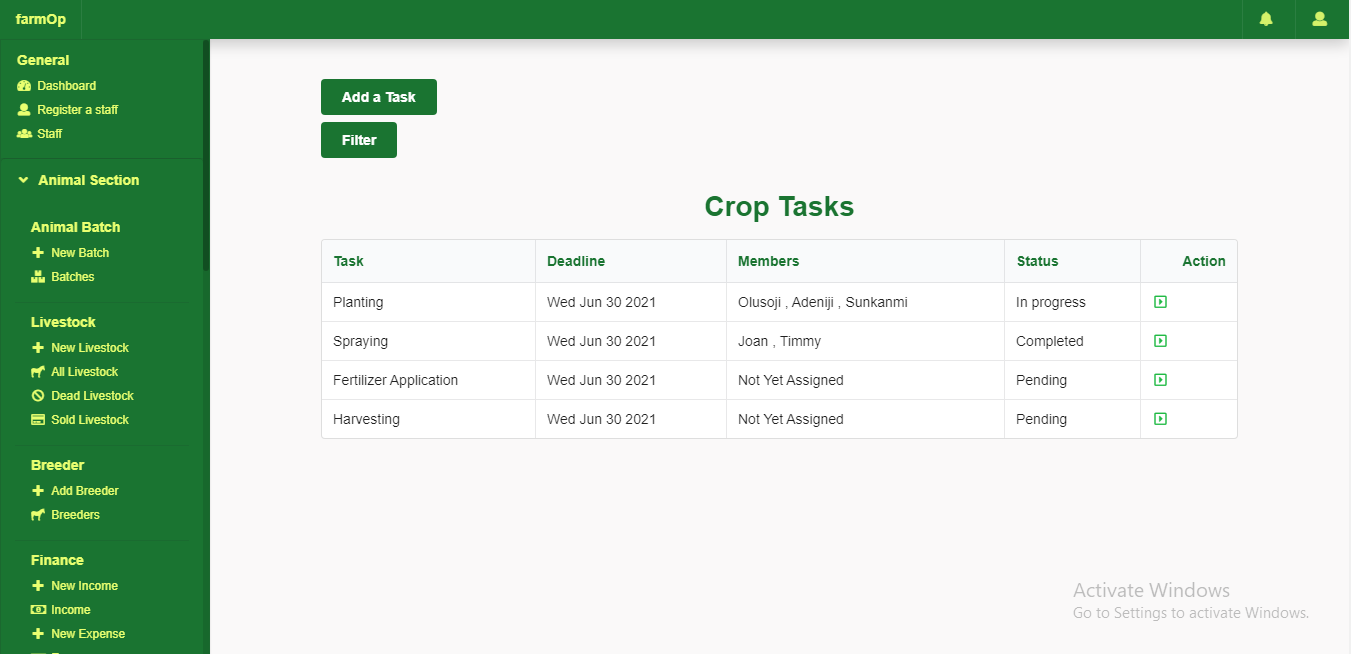 farmOp
General
Dashboard
Register a staff
Staff
Animal Section
Animal Batch
New Batch
Batches
Livestock
New Livestock
All Livestock
Dead Livestock
Sold Livestock
Breeder
Add Breeder
Breeders
Finance
New Income
Income
New Expense
Add a Task
Filter
Crop Tasks
Task Deadline Members Status Action
Planting Wed Jun 30 2021 Olusoji , Adeniji , Sunkanmi In progress
Spraying Wed Jun 30 2021 Joan , Timmy Completed
Fertilizer Application Wed Jun 30 2021 Not Yet Assigned Pending
Harvesting Wed Jun 30 2021 Not Yet Assigned Pending
Activate Windows
Go to Settings to activate Windows.